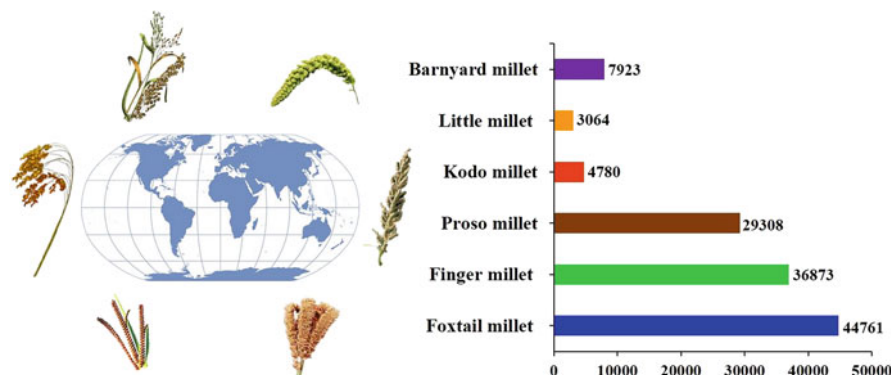 Barnyard millet 7923
Little millet 3064
Kodo millet 4780
Proso millet 29308
Finger millet 36873
Foxtail millet 44761
0 10000 20000 30000 40000 50000